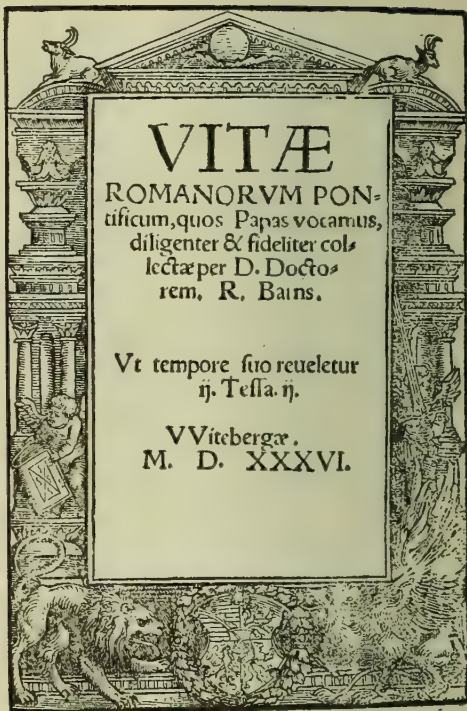 VITÆ
ROMANORVM PON-
tificum, quos Papas vocamus,
diligenter & fideliter col-
lectæ per D. Docto-
rem. R. Bains.
Vt tempore ſuo reueletur
ij. Teſſa. ij.
VVitebergæ.
M. D. XXXVI.